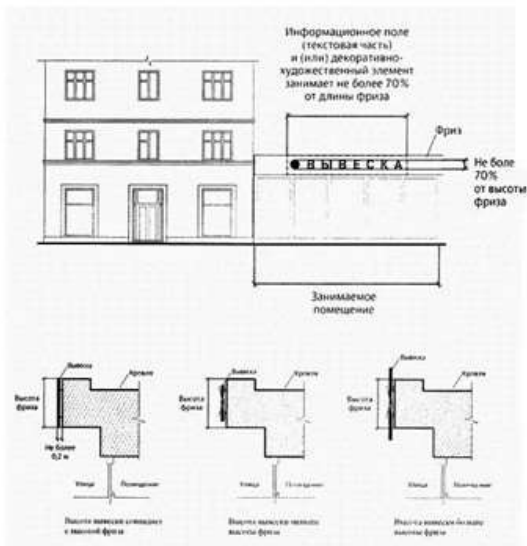 Информационное поле
(текстовая часть)
и (или) декоративно-
художественный элемент
занимает не более 70%
от длины фриза
Фриз
ВЫВЕСКА
Не боле
70%
от высоты
фриза
Занимаемое
помещение
Вывеска
Кровля
Высота
фриза
Не более
0,2 м
Улица
Помещение
Высота вывески совпадает
с высотой фриза
Вывеска
Кровля
Высота
фриза
Улица
Помещение
Высота вывески меньше
высоты фриза
Вывеска
Кровля
Высота
фриза
Улица
Помещение
Высота вывески больше
высоты фриза